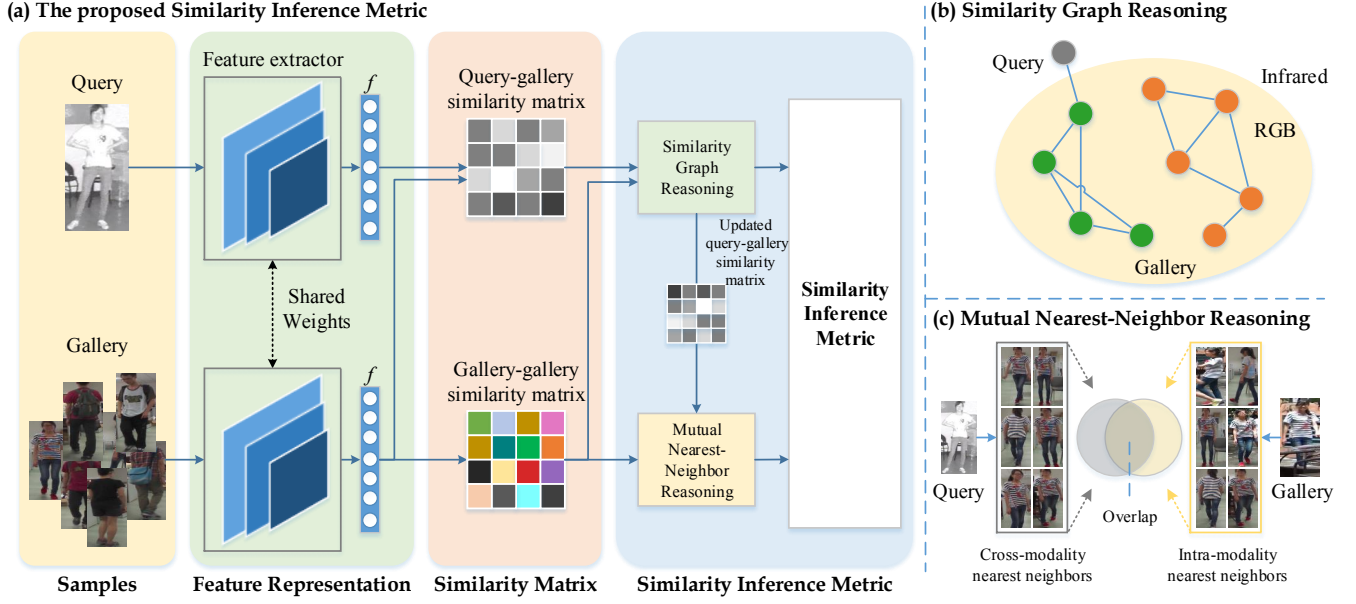 (a) The proposed Similarity Inference Metric
Query
Feature extractor
f
Query-gallery
similarity matrix
Similarity
Graph
Reasoning
Updated
query-gallery
similarity
matrix
Shared
Weights
Similarity
Inference
Metric
Gallery
f
Gallery-gallery
similarity matrix
Mutual
Nearest-
Neighbor
Reasoning
Samples
Feature Representation
Similarity Matrix
Similarity Inference Metric
(b) Similarity Graph Reasoning
Query
Infrared
RGB
Gallery
(c) Mutual Nearest-Neighbor Reasoning
Query
Overlap
Gallery
Cross-modality
nearest neighbors
Intra-modality
nearest neighbors